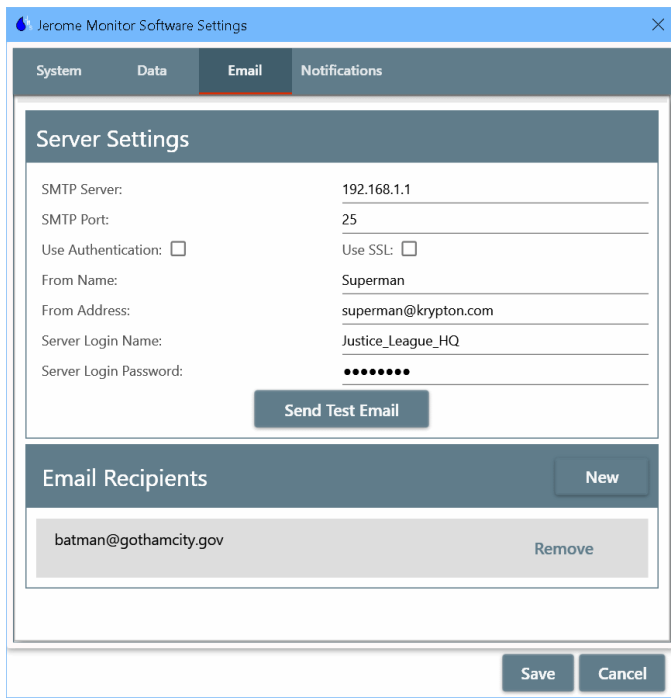 Jerome Monitor Software Settings
System Data Email Notifications
Server Settings
SMTP Server: 192.168.1.1
SMTP Port: 25
Use Authentication: Use SSL:
From Name: Superman
From Address: superman@krypton.com
Server Login Name: Justice_League_HQ
Server Login Password: ●●●●●●●●
Send Test Email
Email Recipients New
batman@gothamcity.gov
Remove
Save Cancel